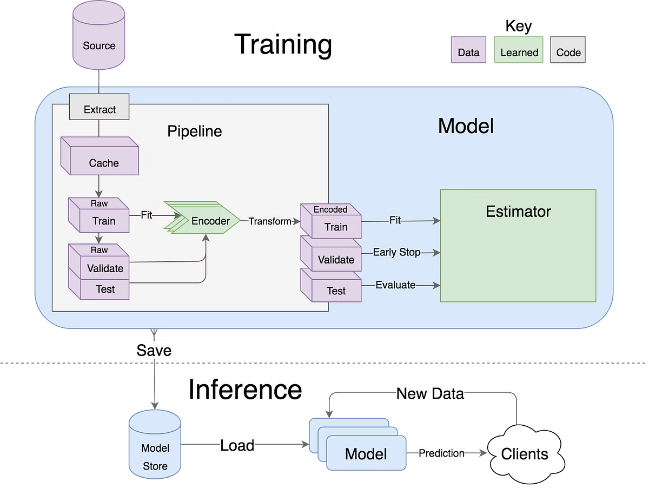 Training
Source
Key
Data
Learned
Code
Extract
Pipeline
Model
Cache
Raw
Train
Fit
Encoder
Transform
Encoded
Train
Fit
Estimator
Raw
Validate
Test
Validate
Early Stop
Test
Evaluate
Save
Inference
New Data
Model
Store
Load
Model
Prediction
Clients